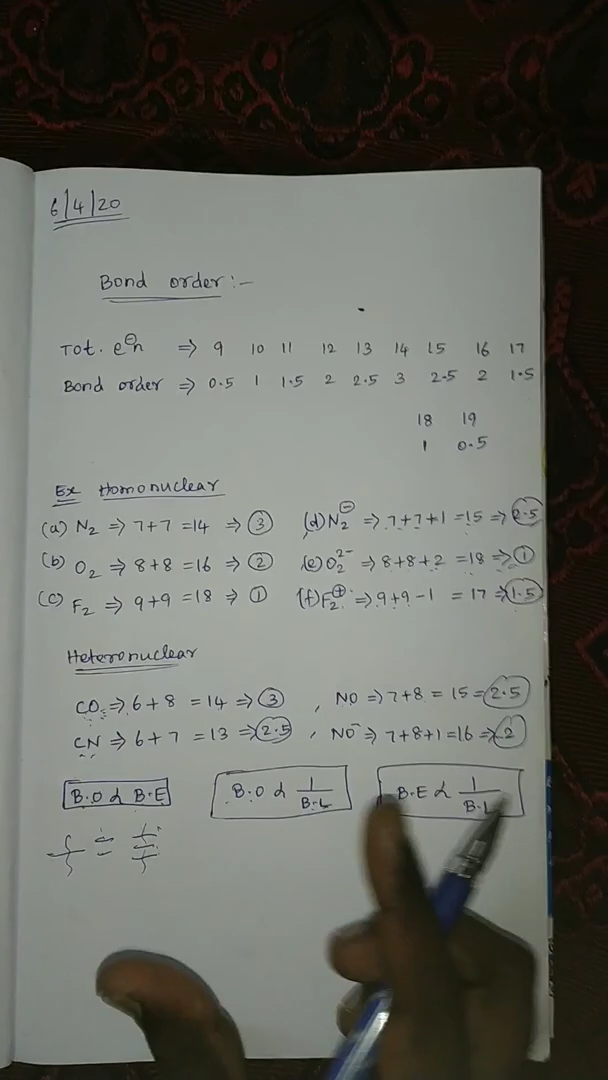 6/4/20
Bond order:-
Tot. e⊖n ⇒ 9 10 11 12 13 14 15 16 17
Bond order ⇒ 0.5 1 1.5 2 2.5 3 2.5 2 1.5
18 19
1 0.5
Ex Homonuclear
(a) N₂ ⇒ 7+7 =14 ⇒ ③ (d) N₂⊖ ⇒ 7+7+1 =15 ⇒ 2.5
(b) O₂ ⇒ 8+8 =16 ⇒ ② (e) O₂²⁻ ⇒ 8+8+2 =18 ⇒ ①
(c) F₂ ⇒ 9+9 =18 ⇒ ① (f) F₂⊕ ⇒ 9+9-1 = 17 ⇒ 1.5
Heteronuclear
CO ⇒ 6+8 =14 ⇒ ③ , NO ⇒ 7+8 = 15 = 2.5
CN ⇒ 6+7 =13 ⇒ 2.5 , NO⁻ ⇒ 7+8+1 =16 ⇒ 2
B.O α B.E B.O α 1/B.L B.E α 1/B.L